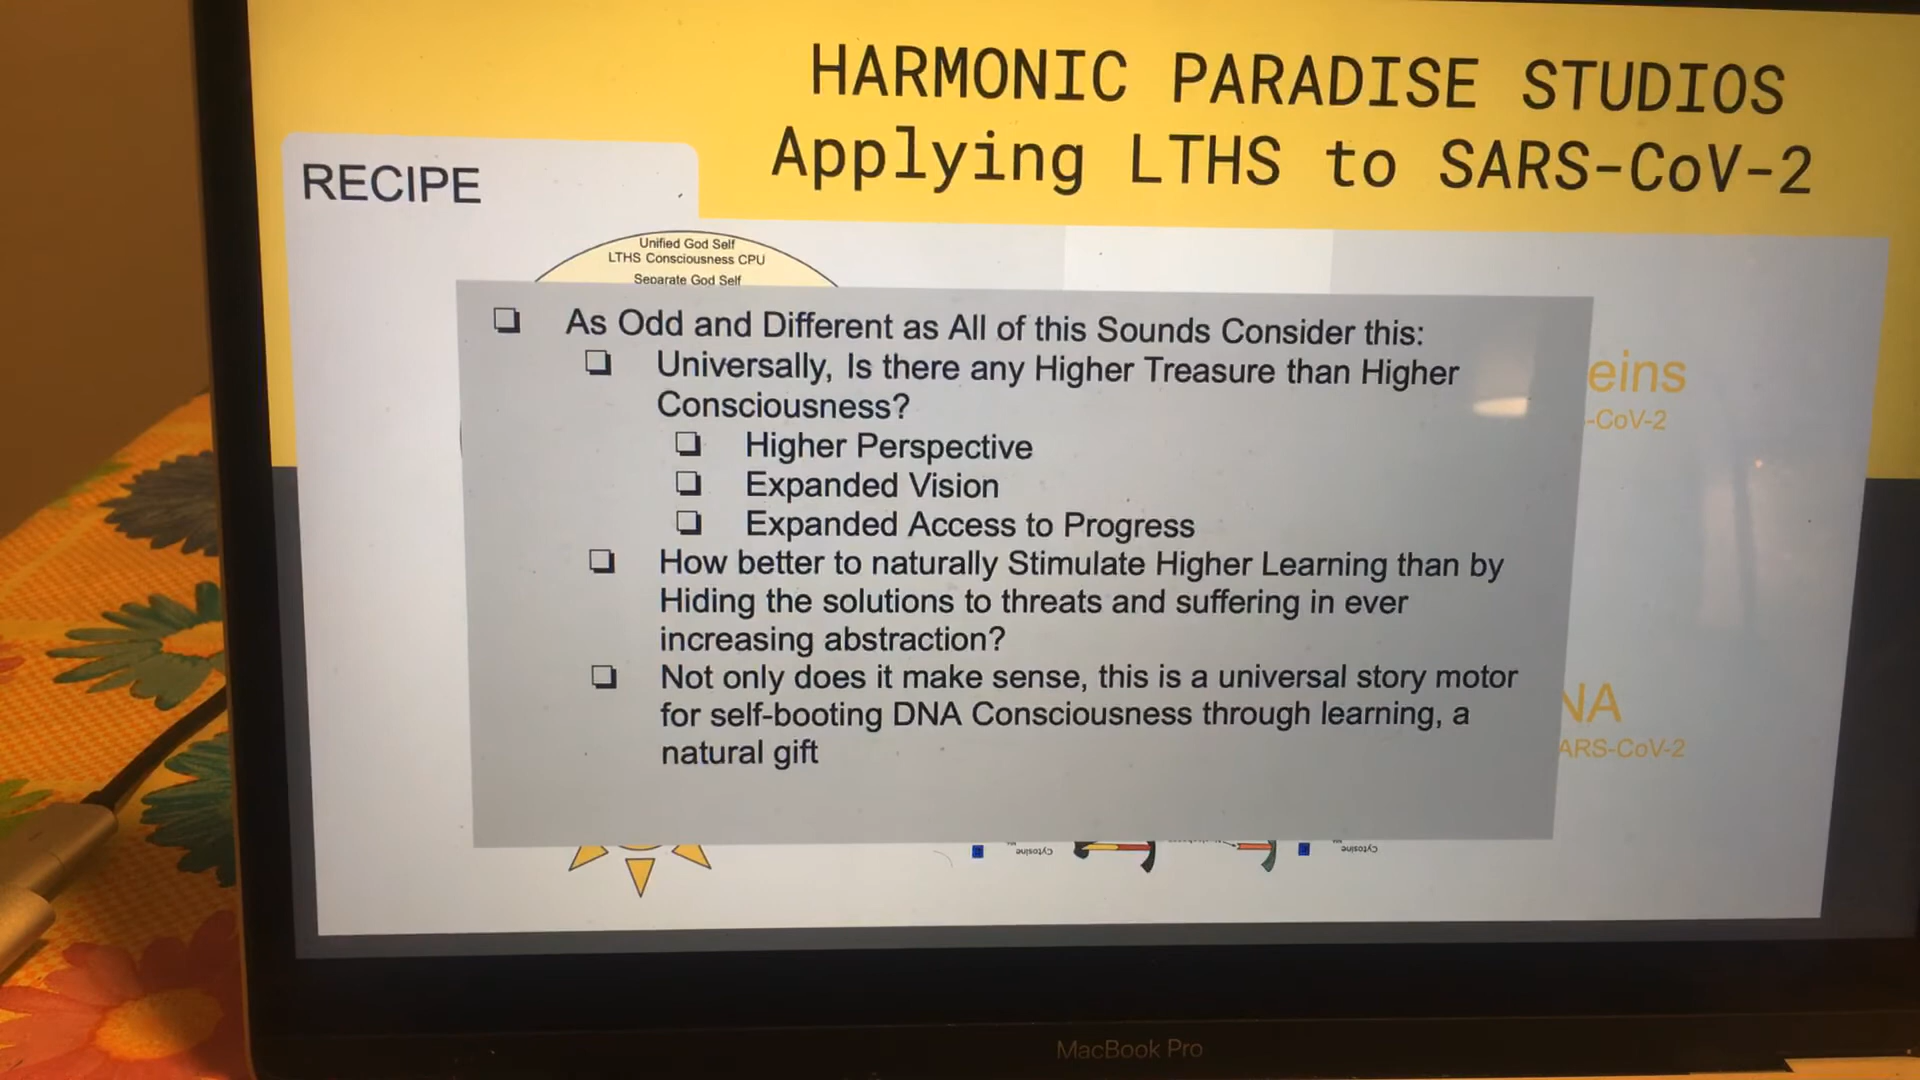 HARMONIC PARADISE STUDIOS
Applying LTHS to SARS-CoV-2
RECIPE
Unified God Self
LTHS Consciousness CPU
Separate God Self
❏ As Odd and Different as All of this Sounds Consider this:
❏ Universally, Is there any Higher Treasure than Higher
Consciousness?
❏ Higher Perspective
❏ Expanded Vision
❏ Expanded Access to Progress
❏ How better to naturally Stimulate Higher Learning than by
Hiding the solutions to threats and suffering in ever
increasing abstraction?
❏ Not only does it make sense, this is a universal story motor
for self-booting DNA Consciousness through learning, a
natural gift
eins
-CoV-2
NA
ARS-CoV-2
Cytosine
Cytosine
MacBook Pro